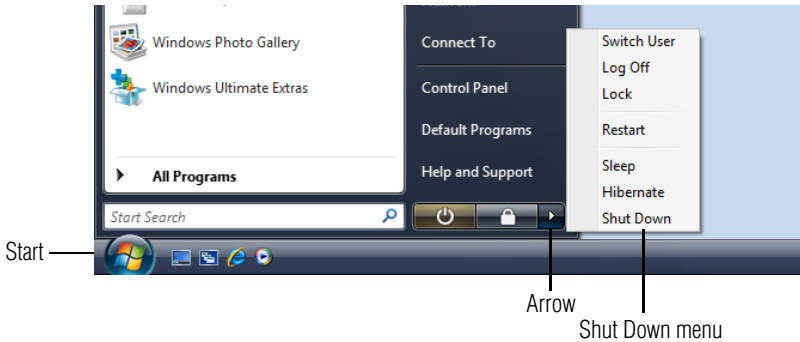 Windows Photo Gallery
Windows Ultimate Extras
All Programs
Start Search
Connect To
Control Panel
Default Programs
Help and Support
Switch User
Log Off
Lock
Restart
Sleep
Hibernate
Shut Down
Start
Arrow
Shut Down menu